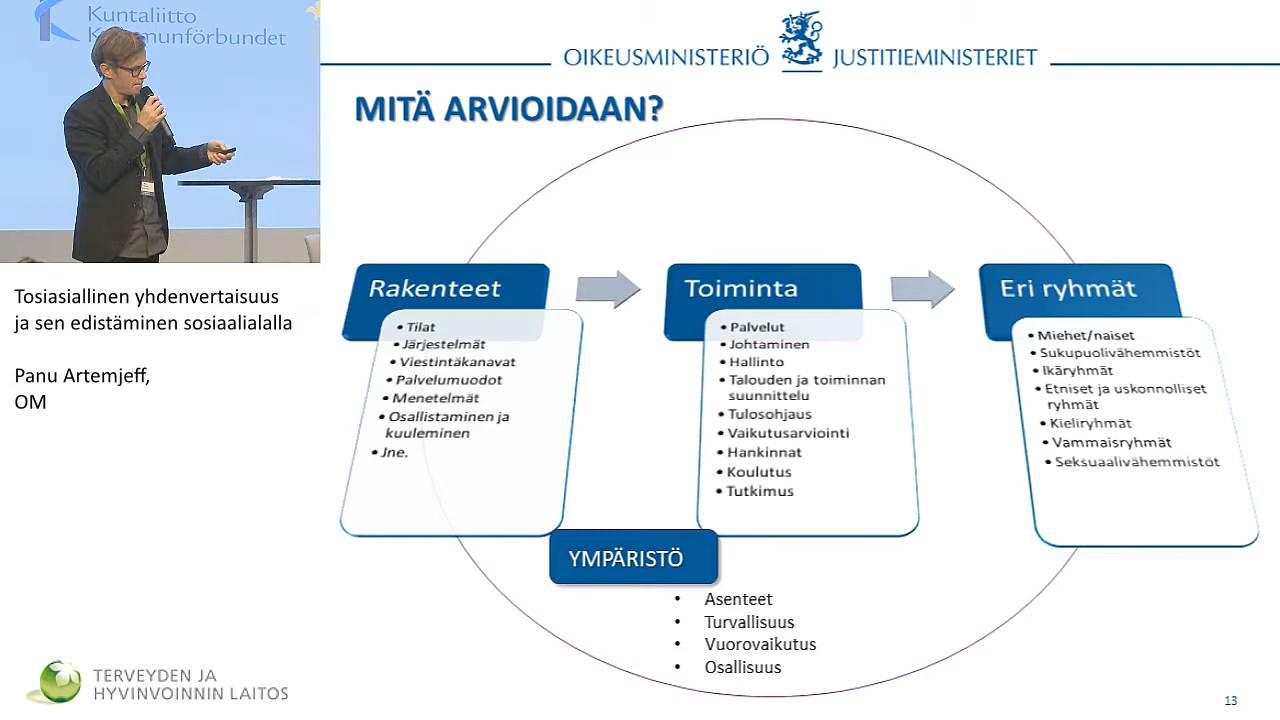 Kuntaliitto
Kommunförbundet
Tosiasiallinen yhdenvertaisuus
ja sen edistäminen sosiaalialalla
Panu Artemjeff,
OM
TERVEYDEN JA
HYVINVOINNIN LAITOS
OIKEUSMINISTERIÖ
JUSTITIEMINISTERIET
MITÄ ARVIOIDAAN?
Rakenteet
• Tilat
• Järjestelmät
• Viestintäkanavat
• Palvelumuodot
• Menetelmät
• Osallistaminen ja
kuuleminen
• Jne.
Toiminta
• Palvelut
• Johtaminen
• Hallinto
• Talouden ja toiminnan
suunnittelu
• Tulosohjaus
• Vaikutusarviointi
• Hankinnat
• Koulutus
• Tutkimus
Eri ryhmät
• Miehet/naiset
• Sukupuolivähemmistöt
• Ikäryhmät
• Etniset ja uskonnolliset
ryhmät
• Kieliryhmät
• Vammaisryhmät
• Seksuaalivähemmistöt
YMPÄRISTÖ
• Asenteet
• Turvallisuus
• Vuorovaikutus
• Osallisuus
13